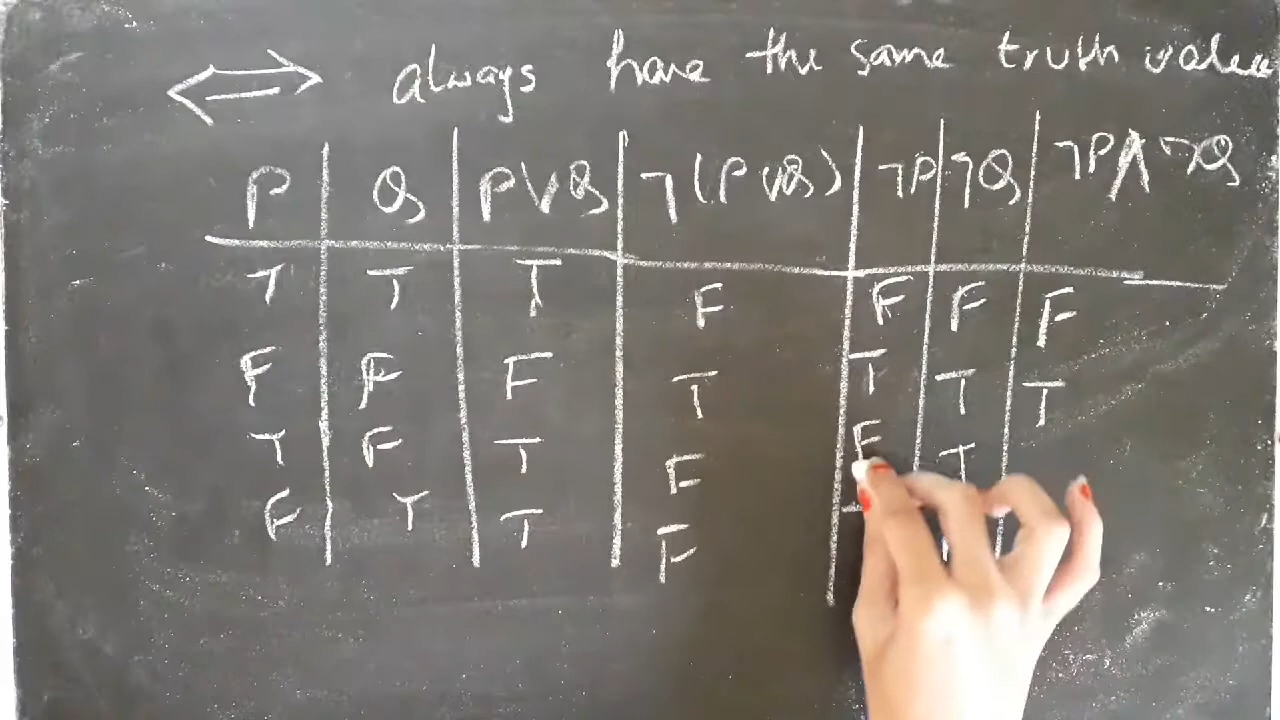 ⟺ always have the same truth value
P Q P∨Q ¬(P∨Q) ¬P ¬Q ¬P∧¬Q
T T T F F F F
F F F T T T T
T F T F F T
F T T F